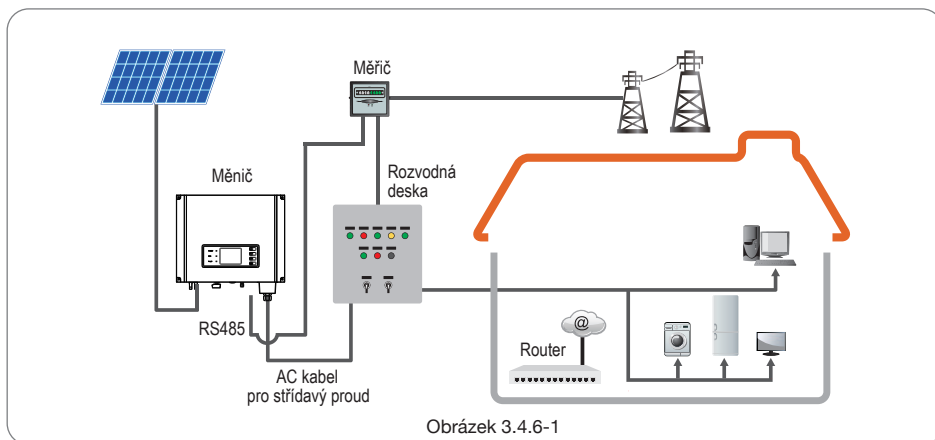 Měřič
Rozvodná
deska
Měnič
RS485
AC kabel
pro střídavý proud
@
Router
Obrázek 3.4.6-1